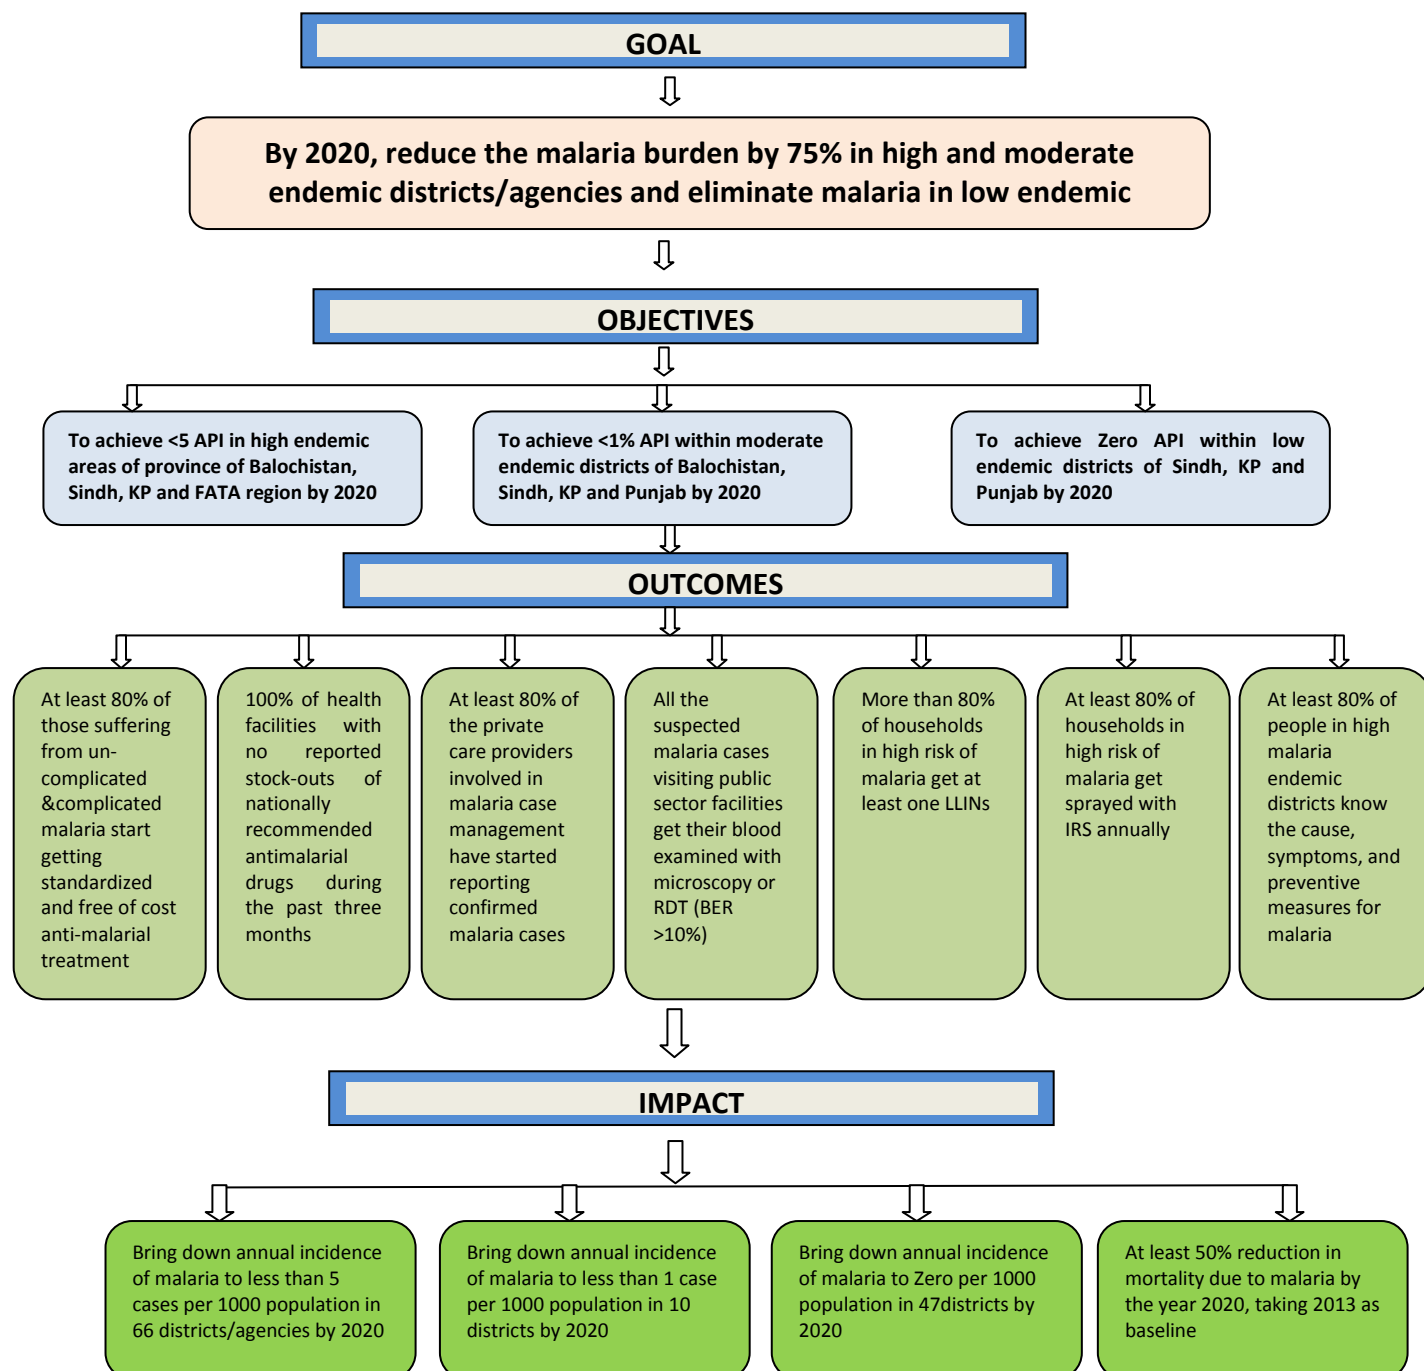 GOAL
By 2020, reduce the malaria burden by 75% in high and moderate
endemic districts/agencies and eliminate malaria in low endemic
OBJECTIVES
To achieve <5 API in high endemic
areas of province of Balochistan,
Sindh, KP and FATA region by 2020
To achieve <1% API within moderate
endemic districts of Balochistan,
Sindh, KP and Punjab by 2020
To achieve Zero API within low
endemic districts of Sindh, KP and
Punjab by 2020
OUTCOMES
At least 80% of
those suffering
from un-
complicated
&complicated
malaria start
getting
standardized
and free of cost
anti-malarial
treatment
100% of health
facilities with
no reported
stock-outs of
nationally
recommended
antimalarial
drugs during
the past three
months
At least 80% of
the private
care providers
involved in
malaria case
management
have started
reporting
confirmed
malaria cases
All the
suspected
malaria cases
visiting public
sector facilities
get their blood
examined with
microscopy or
RDT (BER
>10%)
More than 80%
of households
in high risk of
malaria get at
least one LLINs
At least 80% of
households in
high risk of
malaria get
sprayed with
IRS annually
At least 80% of
people in high
malaria
endemic
districts know
the cause,
symptoms, and
preventive
measures for
malaria
IMPACT
Bring down annual incidence
of malaria to less than 5
cases per 1000 population in
66 districts/agencies by 2020
Bring down annual incidence
of malaria to less than 1 case
per 1000 population in 10
districts by 2020
Bring down annual incidence
of malaria to Zero per 1000
population in 47districts by
2020
At least 50% reduction in
mortality due to malaria by
the year 2020, taking 2013 as
baseline